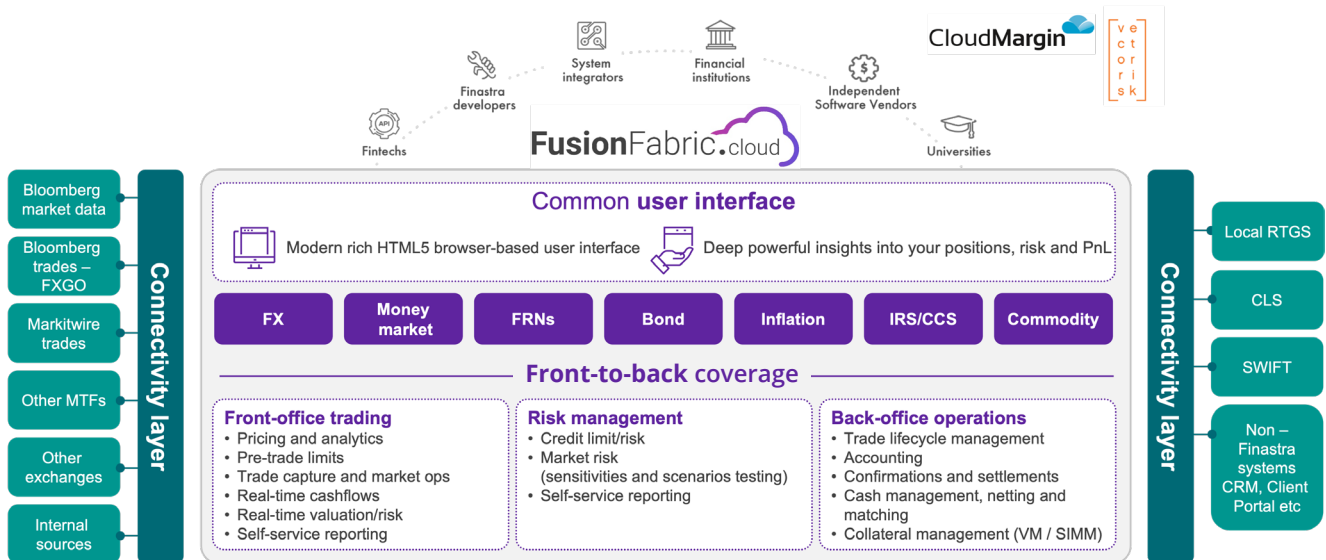 CloudMargin
vector
risk
System
integrators
Financial
institutions
Finastra
developers
Independent
Software Vendors
API
Fintechs
FusionFabric.cloud
Universities
Bloomberg
market data
Bloomberg
trades –
FXGO
Markitwire
trades
Other MTFs
Other
exchanges
Internal
sources
Connectivity layer
Common user interface
Modern rich HTML5 browser-based user interface
Deep powerful insights into your positions, risk and PnL
FX
Money
market
FRNs
Bond
Inflation
IRS/CCS
Commodity
Front-to-back coverage
Front-office trading
• Pricing and analytics
• Pre-trade limits
• Trade capture and market ops
• Real-time cashflows
• Real-time valuation/risk
• Self-service reporting
Risk management
• Credit limit/risk
• Market risk
(sensitivities and scenarios testing)
• Self-service reporting
Back-office operations
• Trade lifecycle management
• Accounting
• Confirmations and settlements
• Cash management, netting and
matching
• Collateral management (VM / SIMM)
Connectivity layer
Local RTGS
CLS
SWIFT
Non –
Finastra
systems
CRM, Client
Portal etc